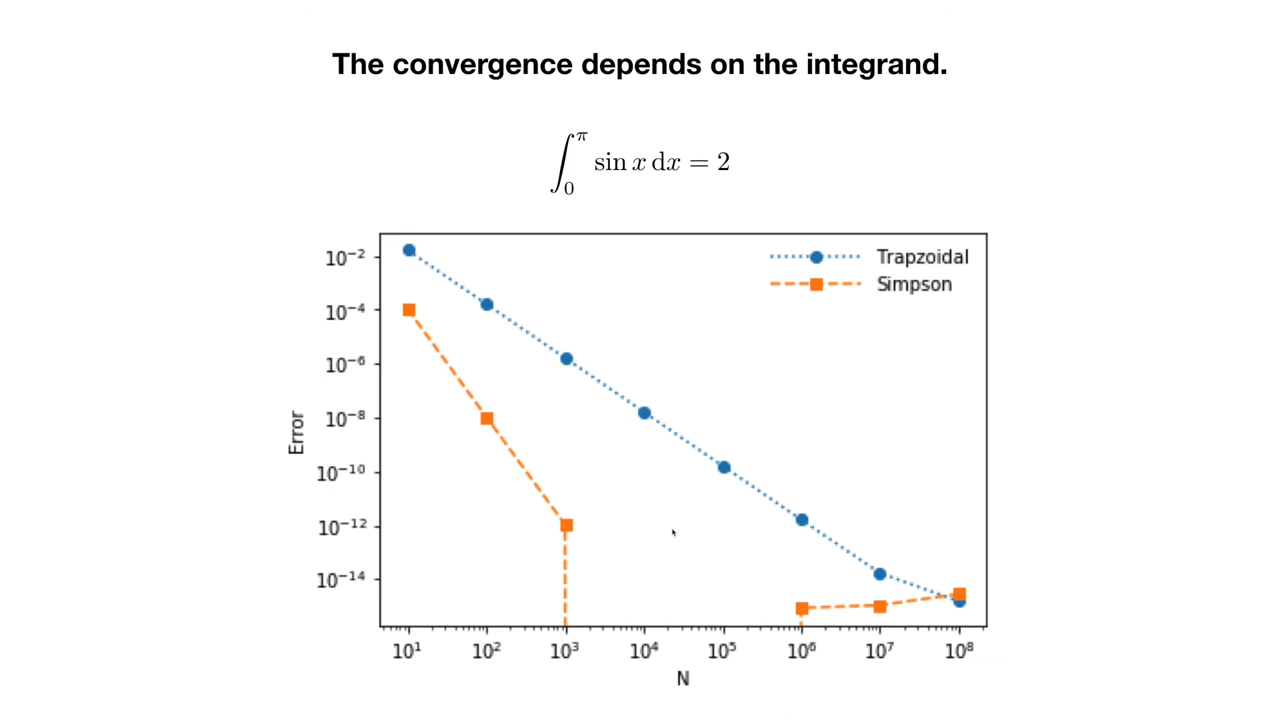 The convergence depends on the integrand.
∫₀^π sin x dx = 2
Trapzoidal
Simpson
Error
10⁻²
10⁻⁴
10⁻⁶
10⁻⁸
10⁻¹⁰
10⁻¹²
10⁻¹⁴
10¹ 10² 10³ 10⁴ 10⁵ 10⁶ 10⁷ 10⁸
N